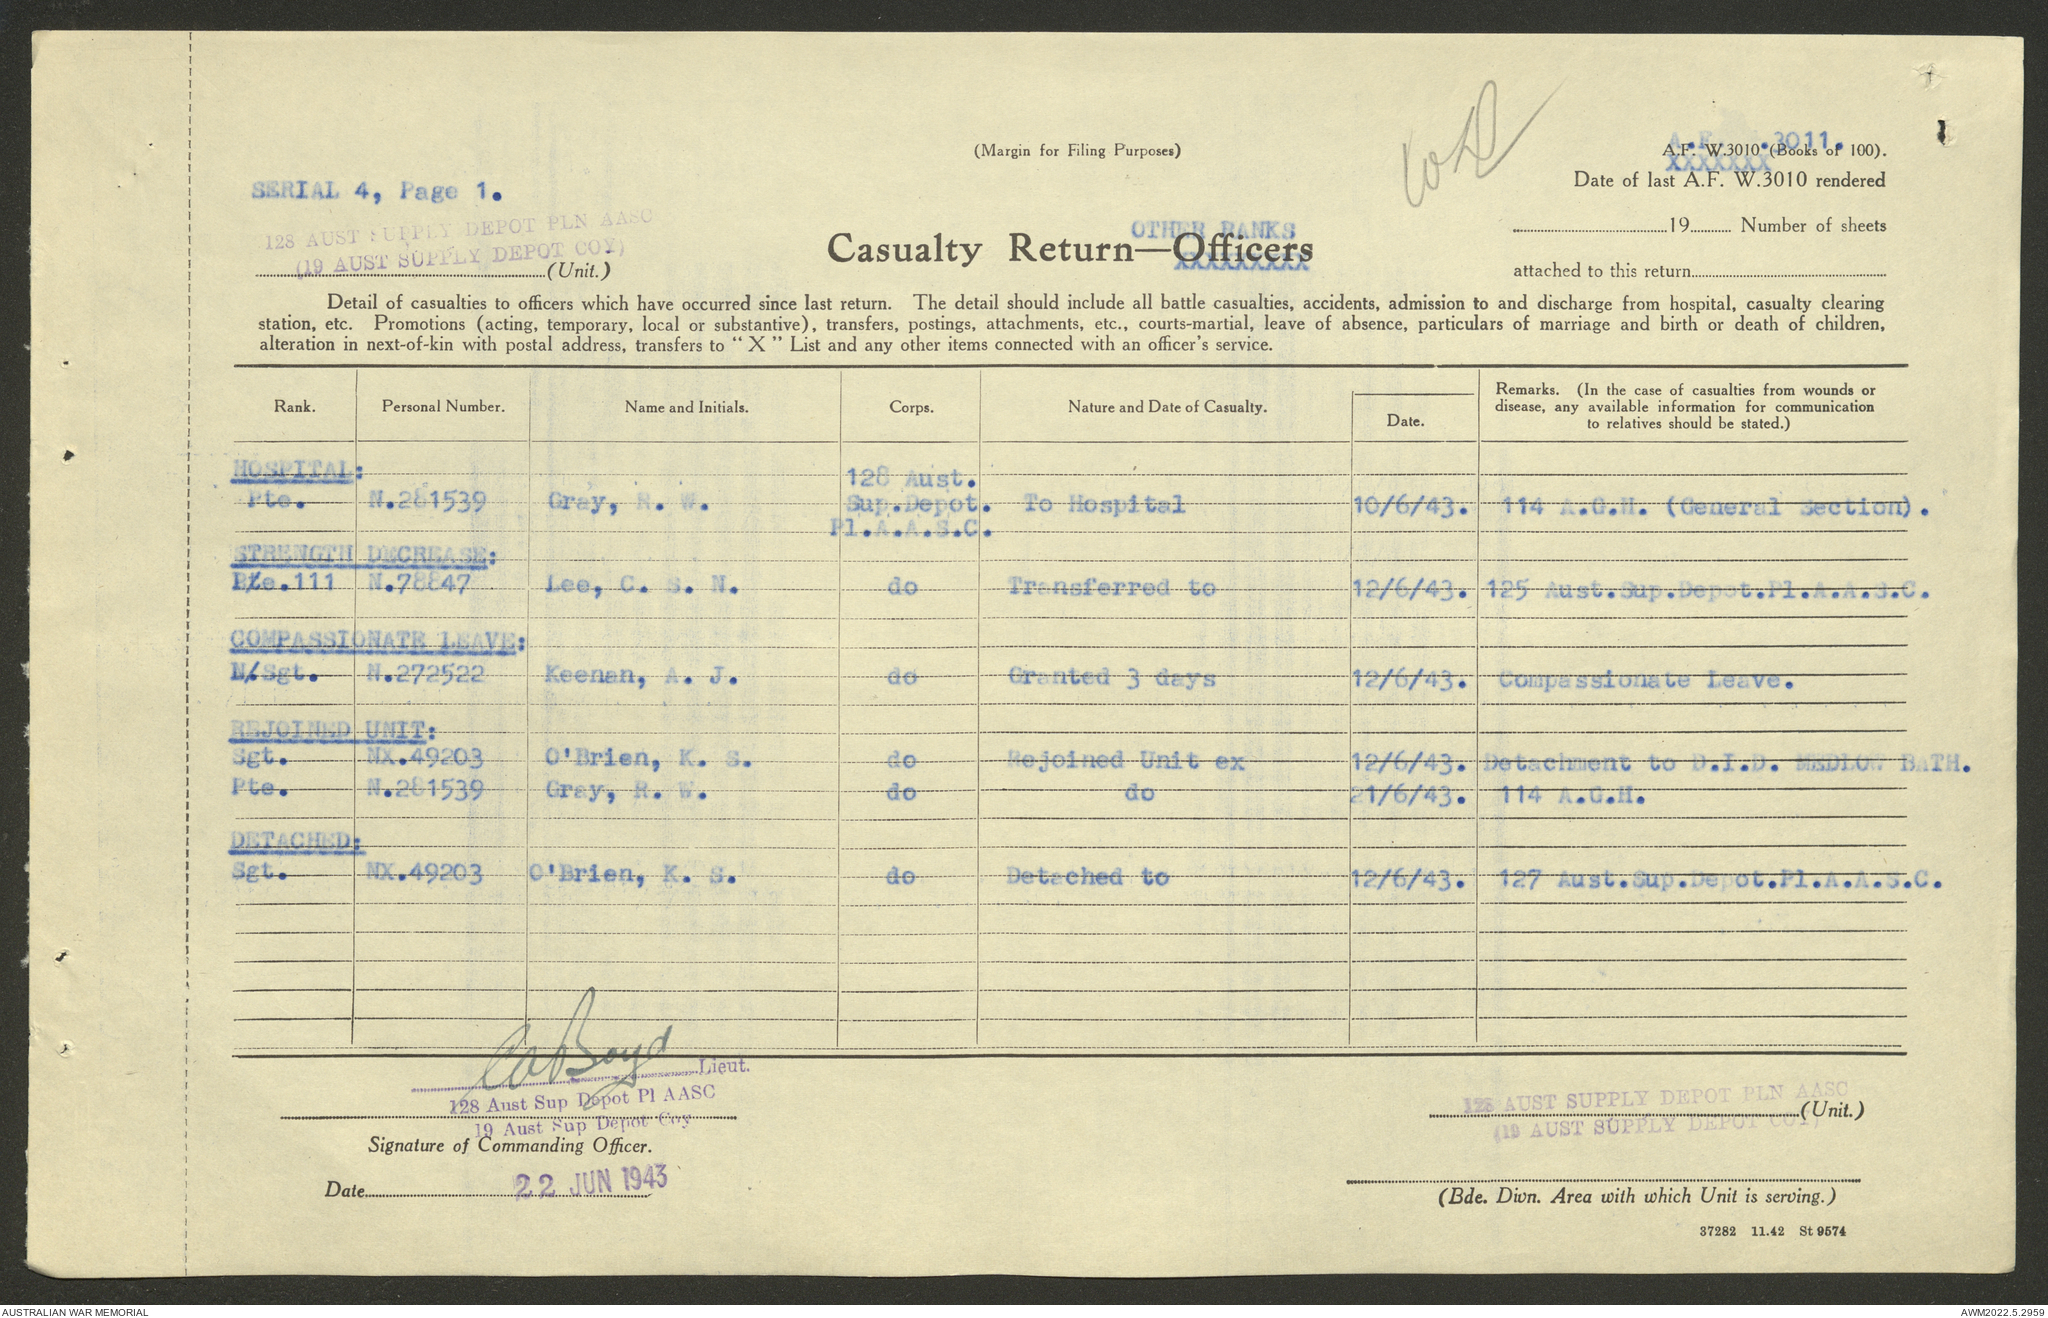 (Margin for Filing Purposes)
A.F. W.3011.
A.F. W.3010 (Books of 100).
XXXXXXX
Date of last A.F. W.3010 rendered
SERIAL 4, Page 1.
128 AUST SUPPLY DEPOT PLN AASC
(19 AUST SUPPLY DEPOT COY)
(Unit.)
OTHER RANKS
Casualty Return—Officers
XXXXXXXXX
19 Number of sheets
attached to this return
Detail of casualties to officers which have occurred since last return. The detail should include all battle casualties, accidents, admission to and discharge from hospital, casualty clearing
station, etc. Promotions (acting, temporary, local or substantive), transfers, postings, attachments, etc., courts-martial, leave of absence, particulars of marriage and birth or death of children,
alteration in next-of-kin with postal address, transfers to "X" List and any other items connected with an officer's service.
Rank. Personal Number. Name and Initials. Corps. Nature and Date of Casualty. Date. Remarks. (In the case of casualties from wounds or
disease, any available information for communication
to relatives should be stated.)
HOSPITAL: 128 Aust.
Pte. N.281539 Gray, R. W. Sup.Depot. To Hospital 10/6/43. 114 A.G.H. (General Section).
Pl.A.A.S.C.
STRENGTH DECREASE:
Pte.111 N.78847 Lee, C. S. N. do Transferred to 12/6/43. 125 Aust.Sup.Depot.Pl.A.A.S.C.
COMPASSIONATE LEAVE:
Sgt. N.272522 Keenan, A. J. do Granted 3 days 12/6/43. Compassionate Leave.
REJOINED UNIT:
Sgt. NX.49203 O'Brien, K. S. do Rejoined Unit ex 12/6/43. Detachment to D.I.D. MEDLOW BATH.
Pte. N.281539 Gray, R. W. do do 21/6/43. 114 A.G.H.
DETACHED:
Sgt. NX.49203 O'Brien, K. S. do Detached to 12/6/43. 127 Aust.Sup.Depot.Pl.A.A.S.C.
Boyd Lieut.
128 Aust Sup Depot Pl AASC
19 Aust Sup Depot Coy
Signature of Commanding Officer.
Date 22 JUN 1943
128 AUST SUPPLY DEPOT PLN AASC
(Unit.)
(19 AUST SUPPLY DEPOT COY)
(Bde. Divn. Area with which Unit is serving.)
37282 11.42 St 9574
AUSTRALIAN WAR MEMORIAL
AWM2022.5.2959